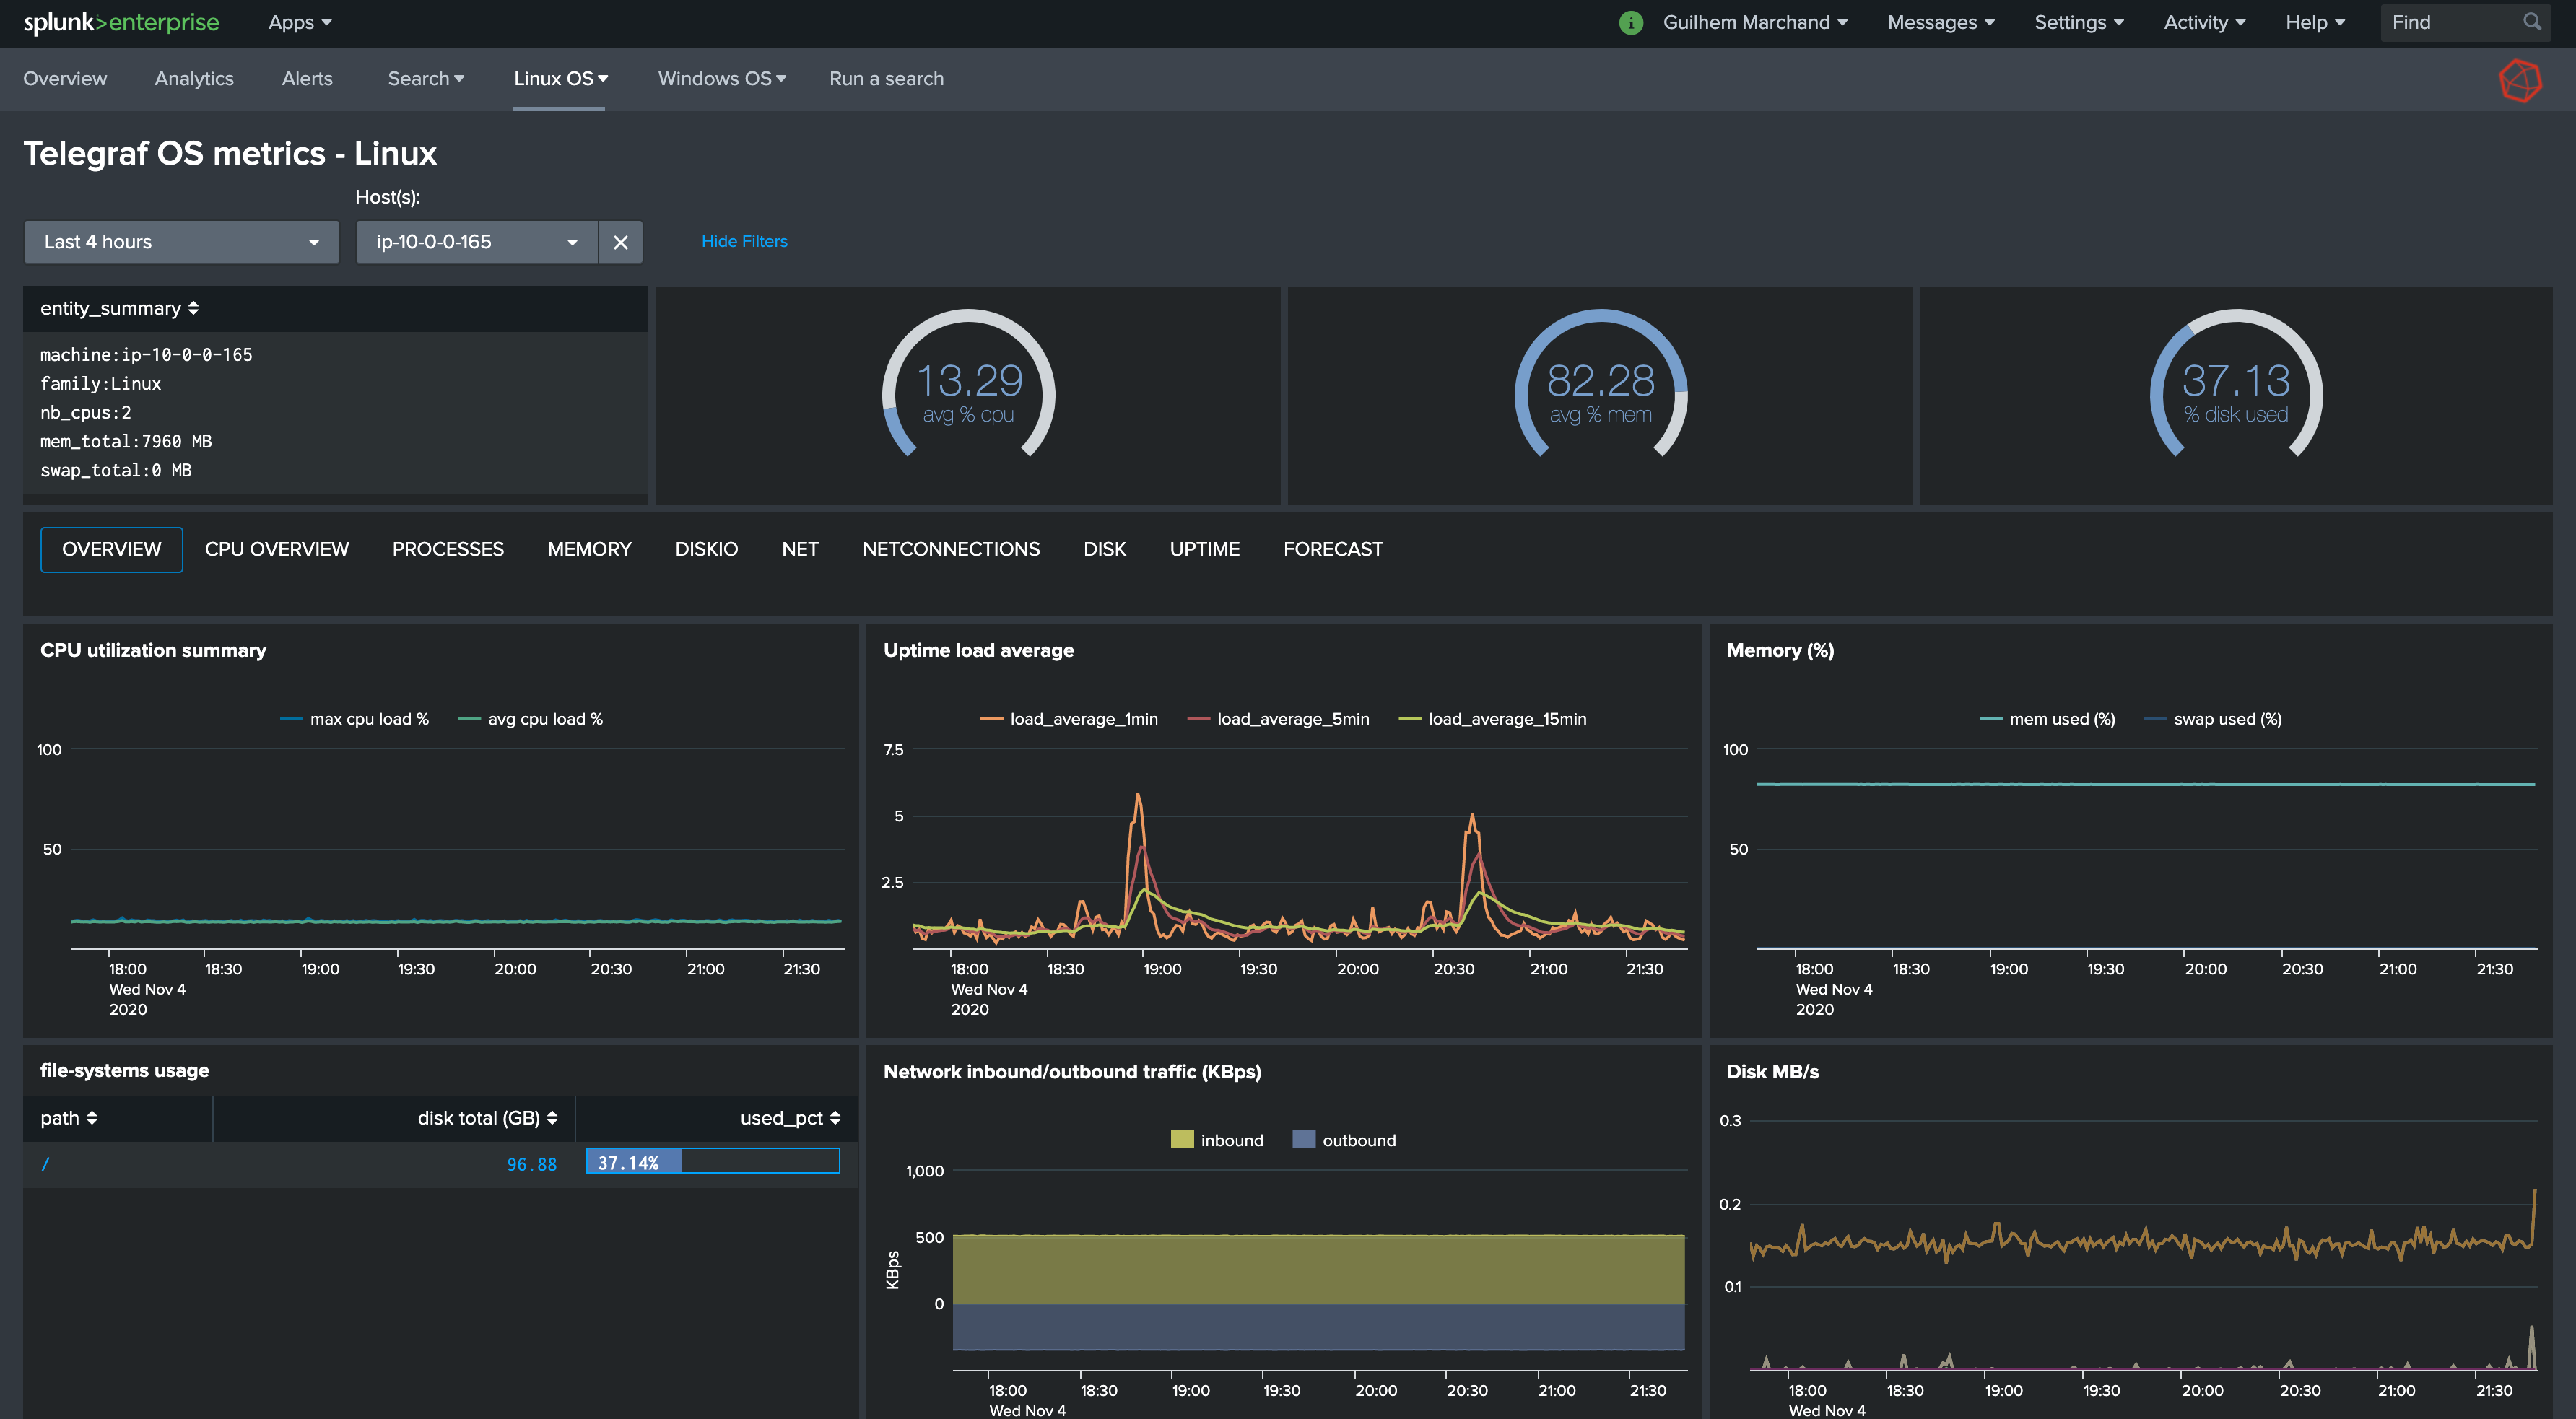 splunk>enterprise Apps Guilhem Marchand Messages Settings Activity Help Find
Overview Analytics Alerts Search Linux OS Windows OS Run a search
Telegraf OS metrics - Linux
Host(s):
Last 4 hours ip-10-0-0-165 Hide Filters
entity_summary
machine:ip-10-0-0-165
family:Linux
nb_cpus:2
mem_total:7960 MB
swap_total:0 MB
13.29
avg % cpu
82.28
avg % mem
37.13
% disk used
OVERVIEW CPU OVERVIEW PROCESSES MEMORY DISKIO NET NETCONNECTIONS DISK UPTIME FORECAST
CPU utilization summary
max cpu load % avg cpu load %
100
50
18:00 18:30 19:00 19:30 20:00 20:30 21:00 21:30
Wed Nov 4
2020
Uptime load average
load_average_1min load_average_5min load_average_15min
7.5
5
2.5
18:00 18:30 19:00 19:30 20:00 20:30 21:00 21:30
Wed Nov 4
2020
Memory (%)
mem used (%) swap used (%)
100
50
18:00 18:30 19:00 19:30 20:00 20:30 21:00 21:30
Wed Nov 4
2020
file-systems usage
path disk total (GB) used_pct
/ 96.88 37.14%
Network inbound/outbound traffic (KBps)
inbound outbound
1,000
500
0
KBps
18:00 18:30 19:00 19:30 20:00 20:30 21:00 21:30
Wed Nov 4
Disk MB/s
0.3
0.2
0.1
18:00 18:30 19:00 19:30 20:00 20:30 21:00 21:30
Wed Nov 4